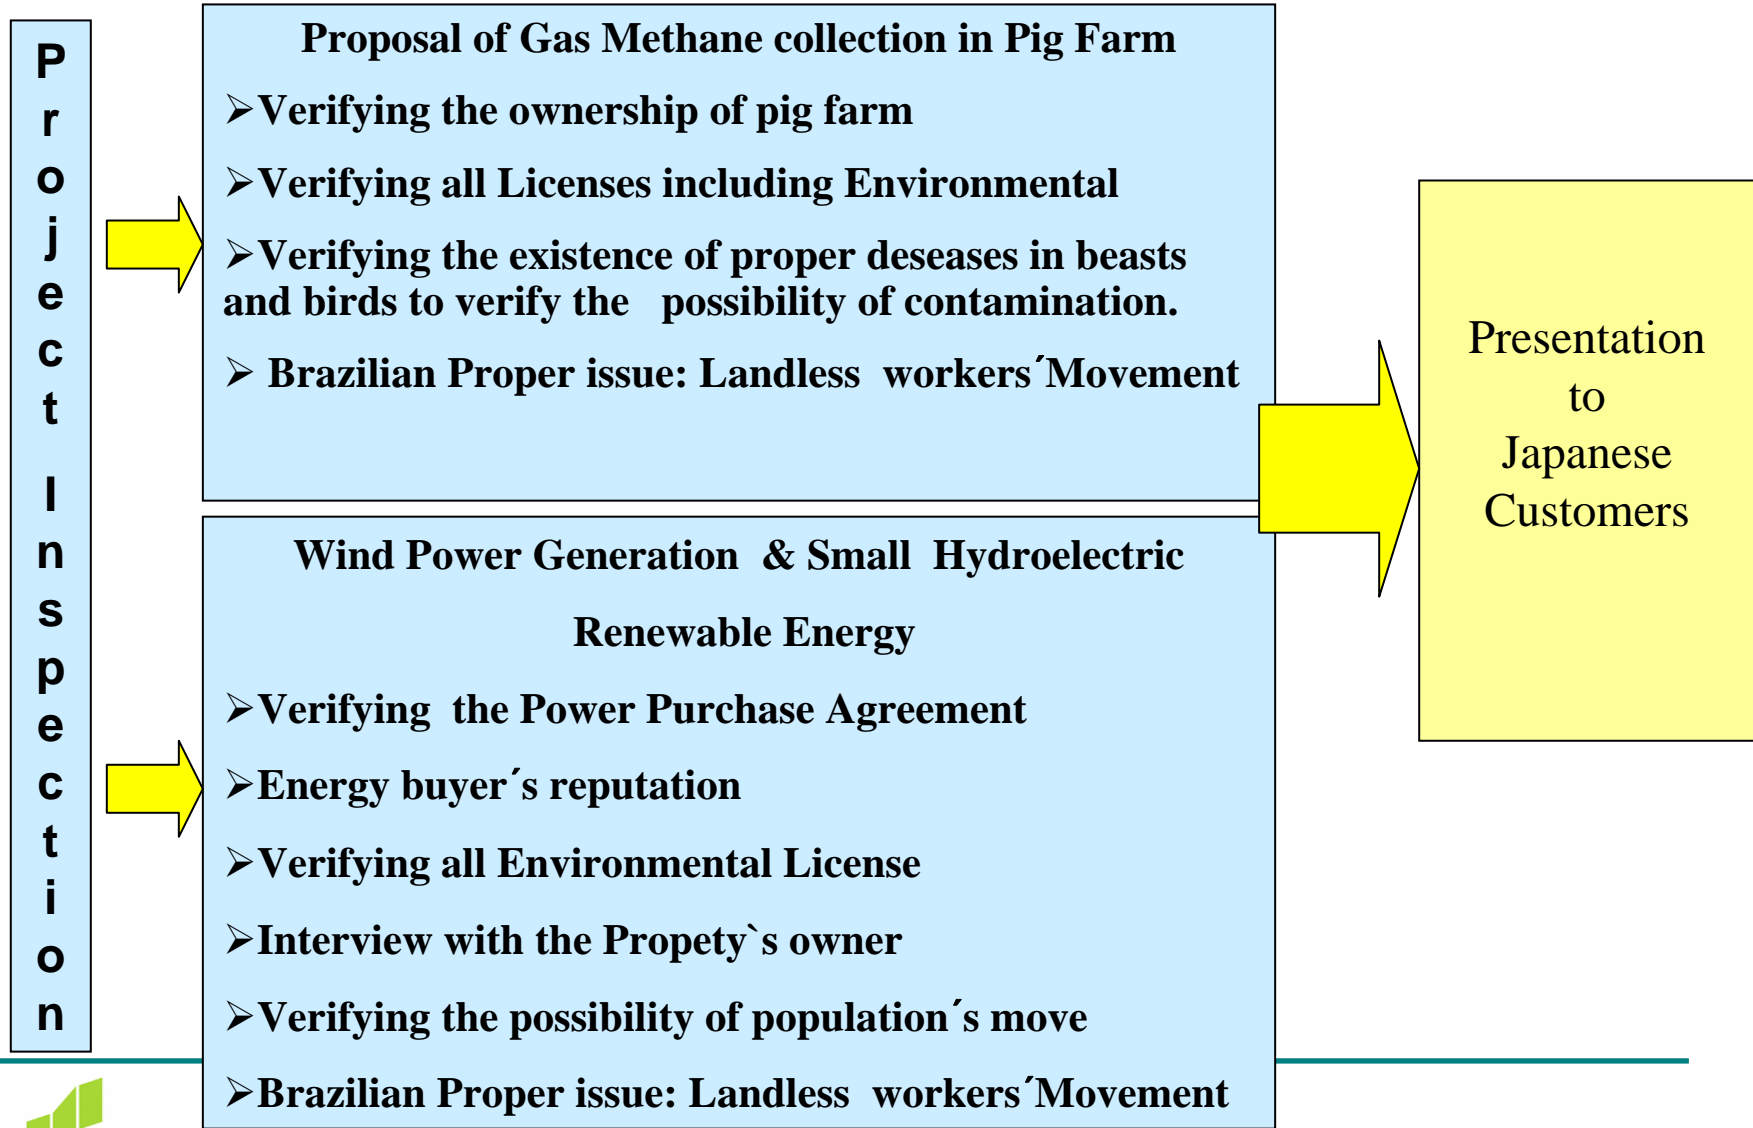 Project Inspection
Proposal of Gas Methane collection in Pig Farm
➢Verifying the ownership of pig farm
➢Verifying all Licenses including Environmental
➢Verifying the existence of proper deseases in beasts
and birds to verify the possibility of contamination.
➢ Brazilian Proper issue: Landless workers´Movement
Wind Power Generation & Small Hydroelectric
Renewable Energy
➢Verifying the Power Purchase Agreement
➢Energy buyer´s reputation
➢Verifying all Environmental License
➢Interview with the Propety`s owner
➢Verifying the possibility of population´s move
➢Brazilian Proper issue: Landless workers´Movement
Presentation
to
Japanese
Customers